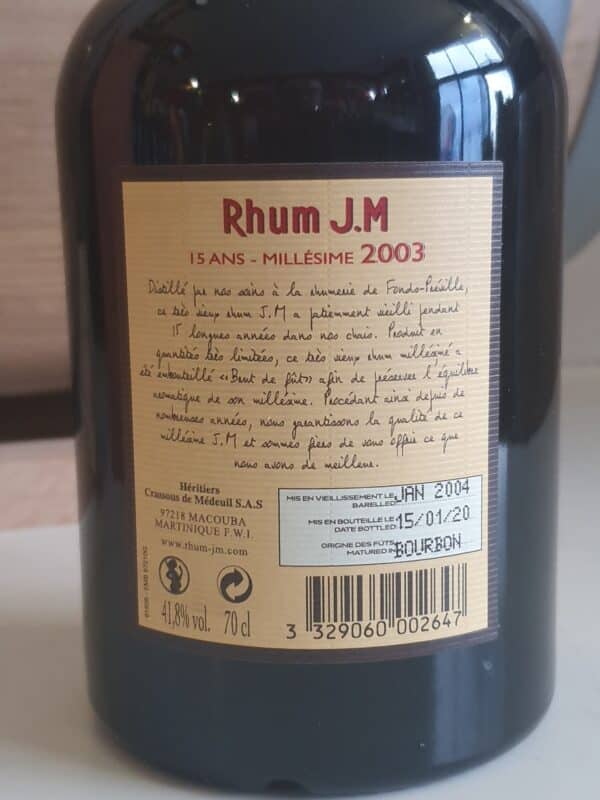 Rhum J.M
15 ANS - MILLÉSIME 2003
Distillé par nos soins à la rhumerie de Fonds-Préville,
ce très vieux rhum J.M a patiemment vieilli pendant
15 longues années dans nos chais. Produit en
quantités très limitées, ce très vieux rhum millésimé a
été embouteillé «Brut de fûts» afin de préserver l'équilibre
aromatique de son millésime. Procédant ainsi depuis de
nombreuses années, nous garantissons la qualité de ce
millésime J.M et sommes fiers de vous offrir ce que
nous avons de meilleur.
Héritiers
Crassous de Médeuil S.A.S
97218 MACOUBA
MARTINIQUE F.W.I.
www.rhum-jm.com
MIS EN VIEILLISSEMENT LE JAN 2004
BARELLED
MIS EN BOUTEILLE LE 15/01/20
DATE BOTTLED
ORIGINE DES FÛTS BOURBON
MATURED IN
41,8% vol. 70 cl
3 329060 002647